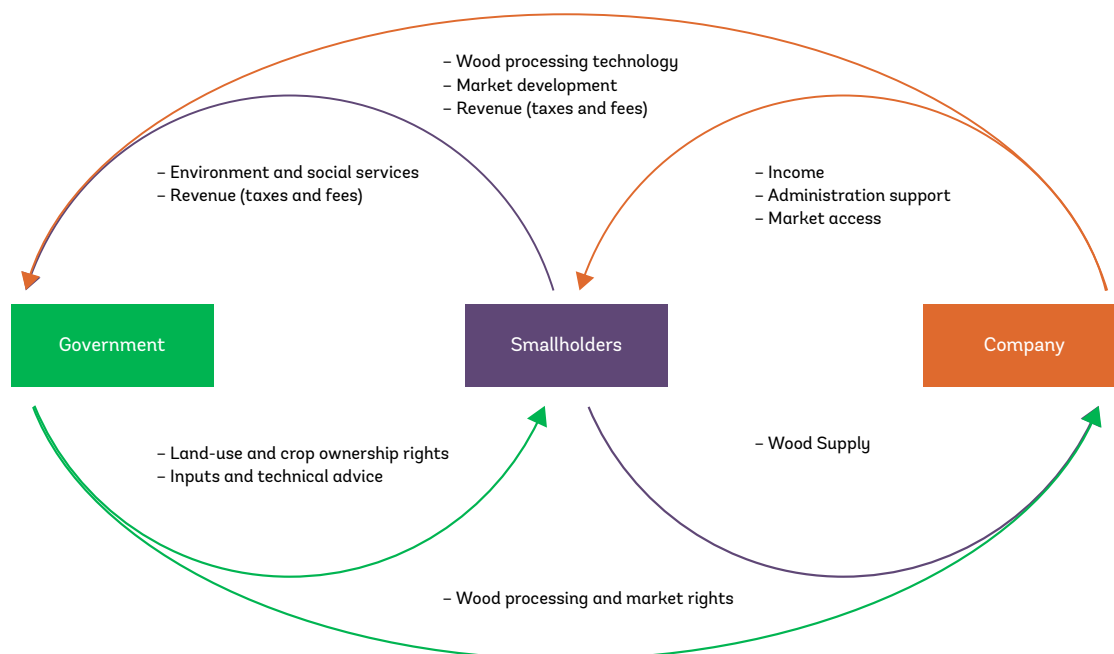 – Wood processing technology
– Market development
– Revenue (taxes and fees)
– Environment and social services
– Revenue (taxes and fees)
– Income
– Administration support
– Market access
Government
Smallholders
Company
– Land-use and crop ownership rights
– Inputs and technical advice
– Wood Supply
– Wood processing and market rights